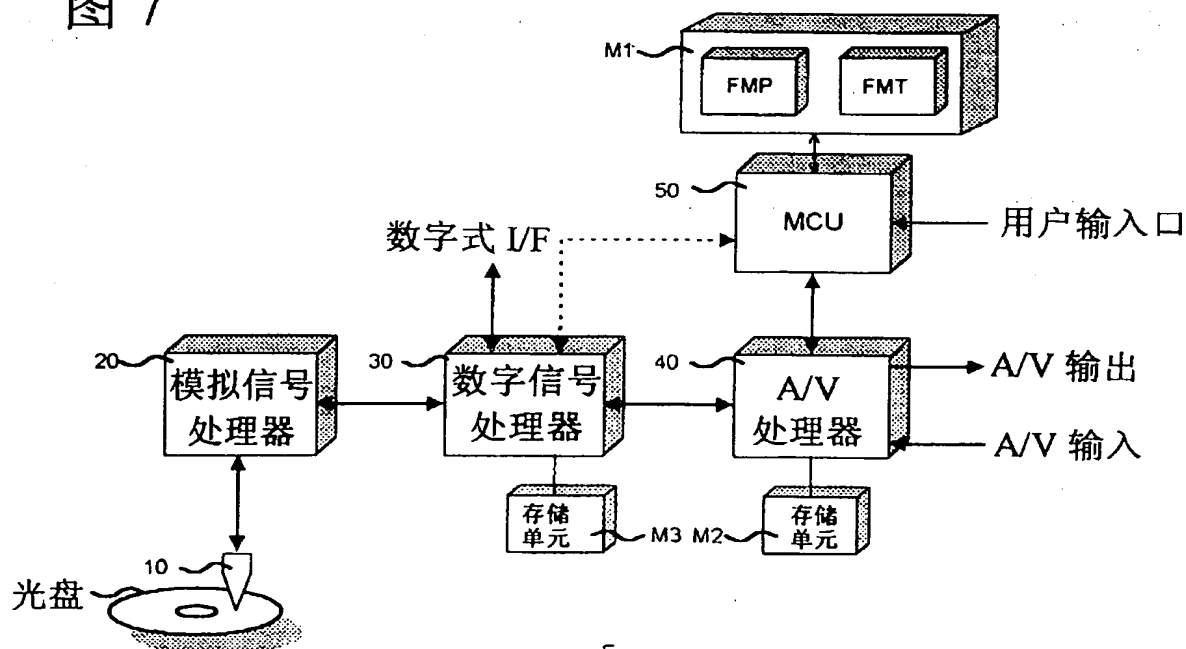 图 7
M1
FMP
FMT
50
MCU
用户输入口
数字式 I/F
20
模拟信号
处理器
30
数字信号
处理器
40
A/V
处理器
A/V 输出
A/V 输入
存储
单元
M3
M2
存储
单元
10
光盘